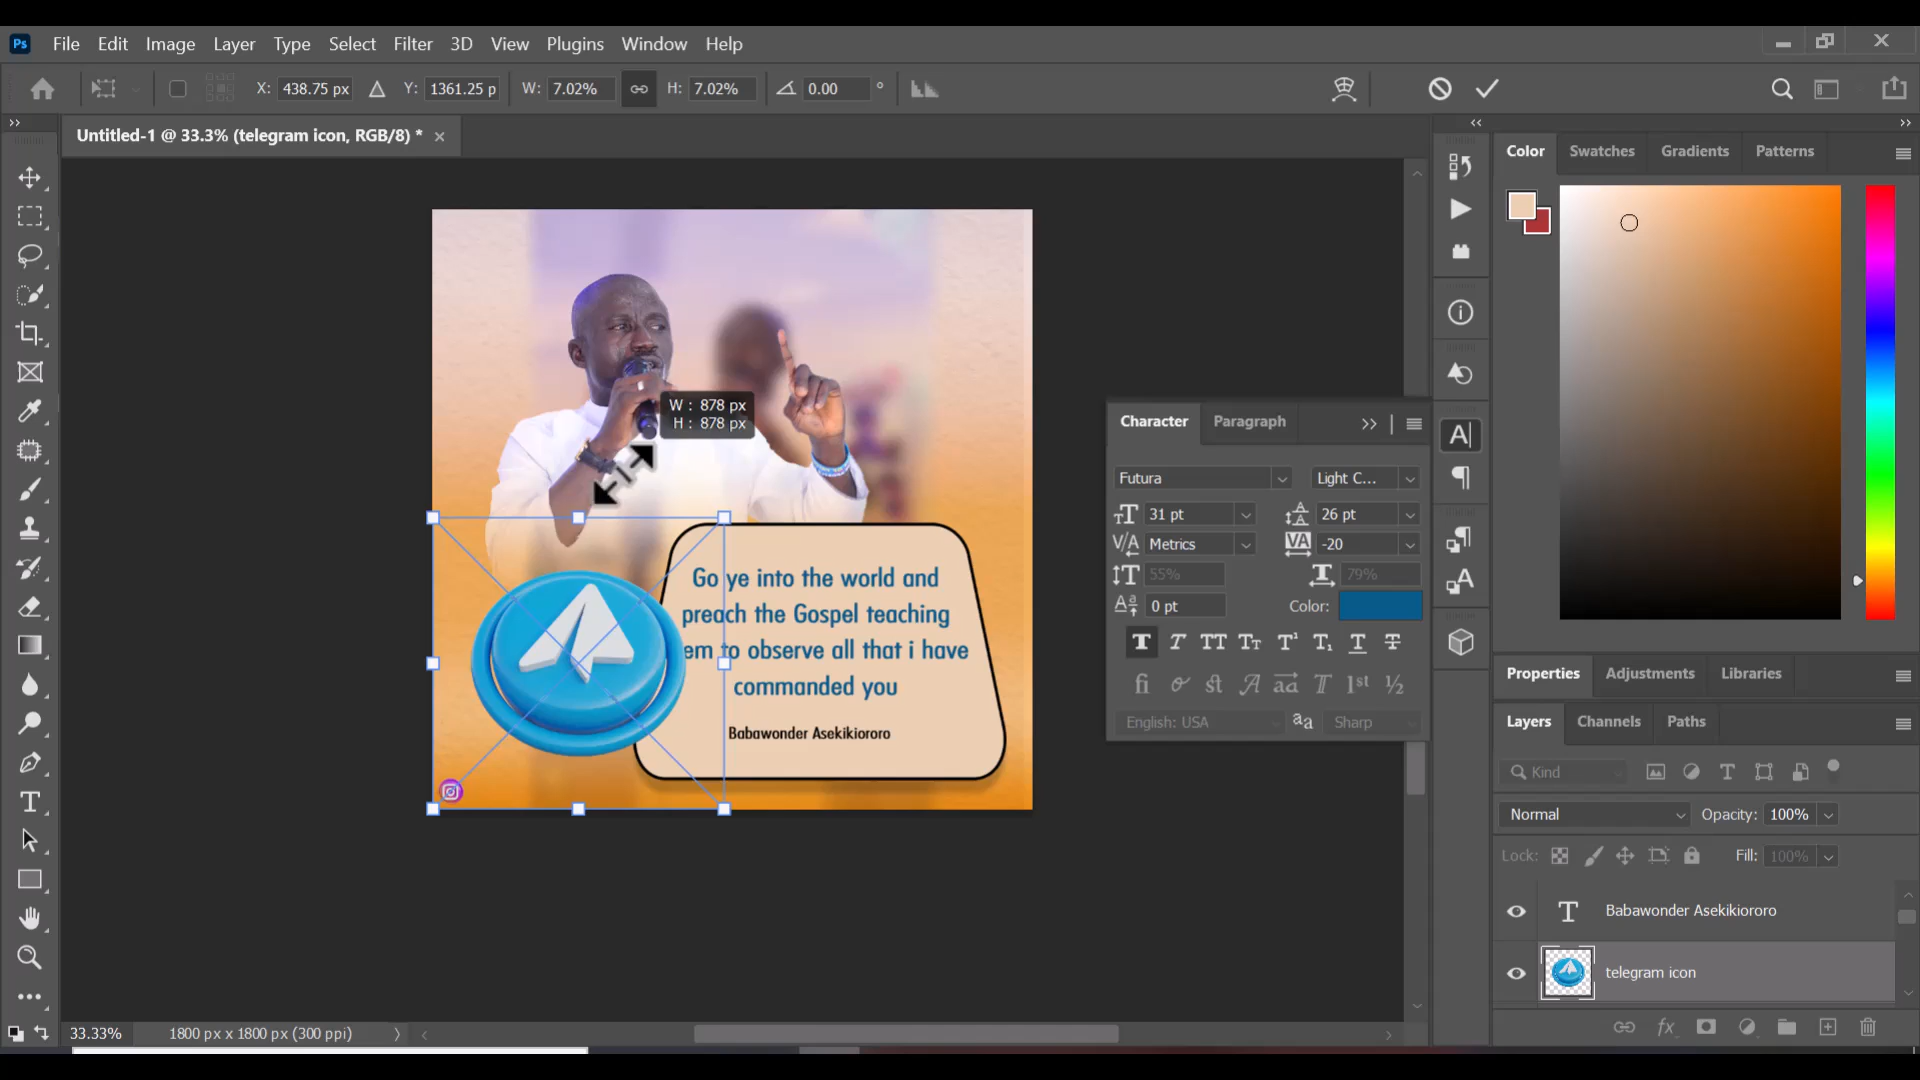 Ps File Edit Image Layer Type Select Filter 3D View Plugins Window Help
X: 438.75 px Y: 1361.25 p W: 7.02% H: 7.02% 0.00 °
Untitled-1 @ 33.3% (telegram icon, RGB/8) *
Color Swatches Gradients Patterns
W : 878 px
H : 878 px
Character Paragraph
Futura Light C...
31 pt 26 pt
Metrics -20
55% 79%
0 pt Color:
English: USA Sharp
Go ye into the world and
preach the Gospel teaching
em to observe all that i have
commanded you
Babawonder Asekikiororo
Properties Adjustments Libraries
Layers Channels Paths
Kind
Normal Opacity: 100%
Lock: Fill: 100%
Babawonder Asekikiororo
telegram icon
33.33% 1800 px x 1800 px (300 ppi)